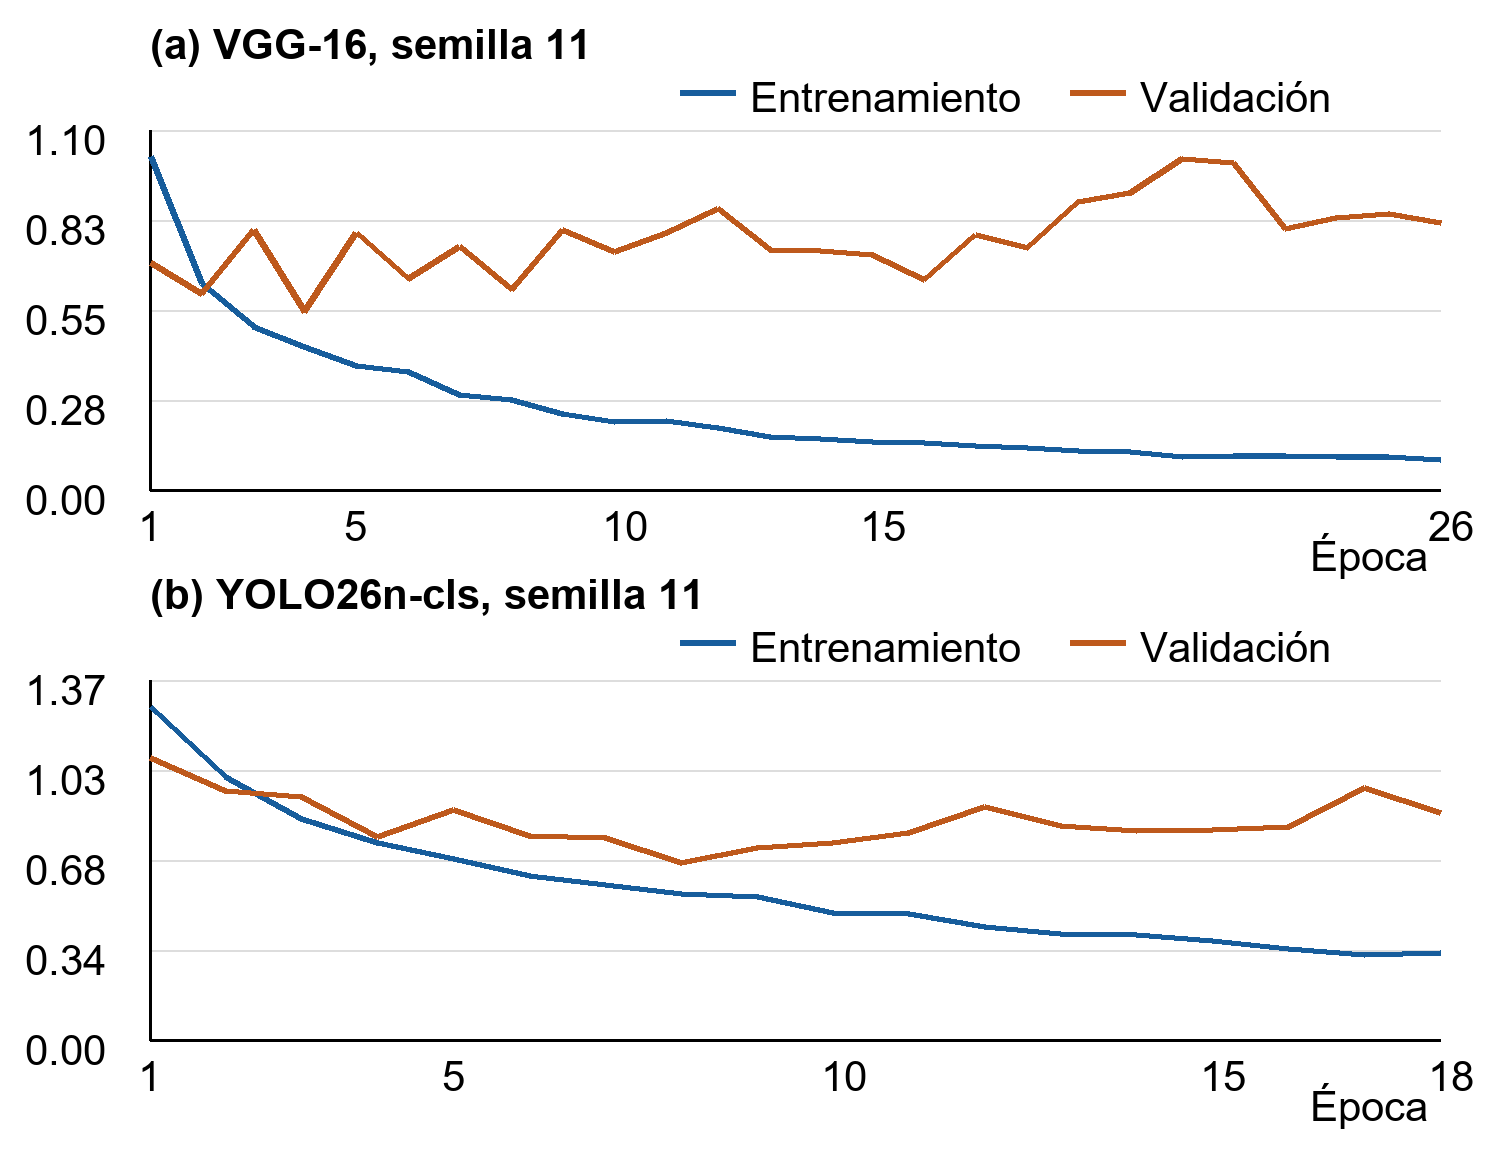 (a) VGG-16, semilla 11
Entrenamiento Validación
1.10
0.83
0.55
0.28
0.00
1 5 10 15 26
Época
(b) YOLO26n-cls, semilla 11
Entrenamiento Validación
1.37
1.03
0.68
0.34
0.00
1 5 10 15 18
Época